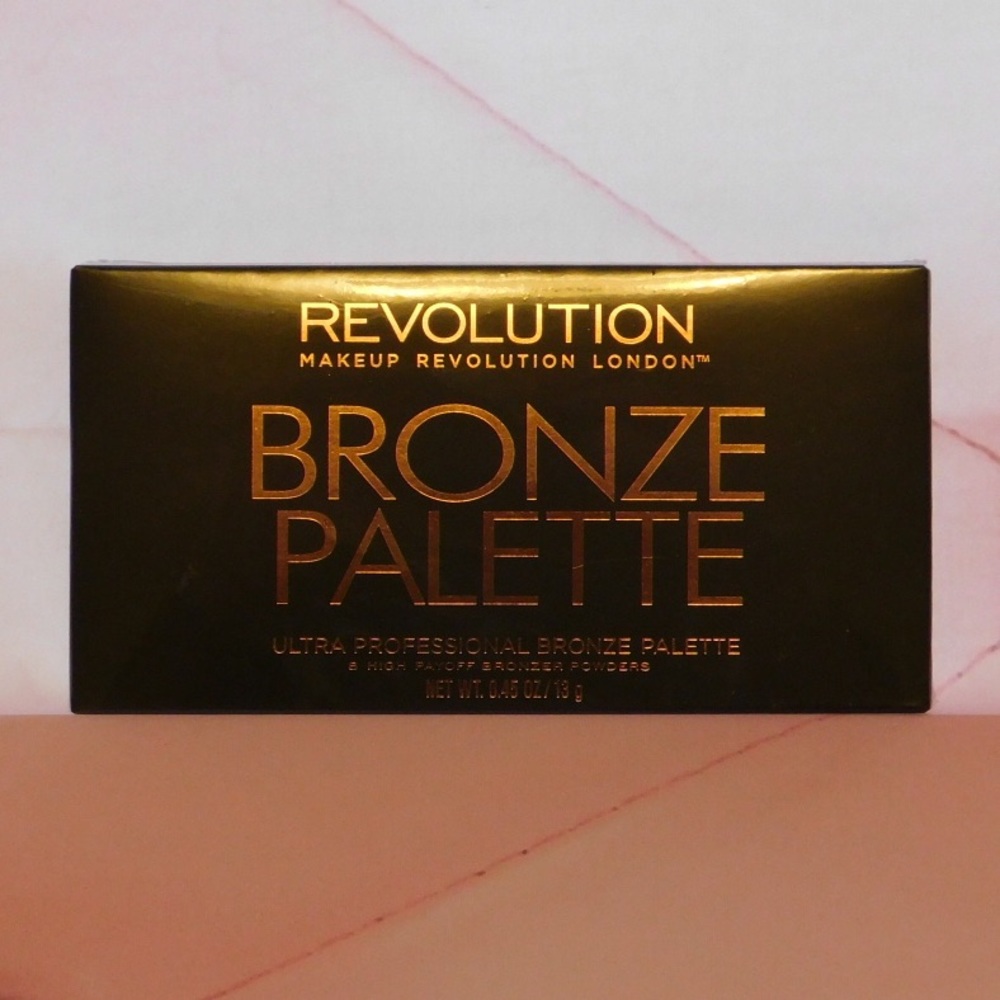 REVOLUTION
MAKEUP REVOLUTION LONDON™
BRONZE
PALETTE
ULTRA PROFESSIONAL BRONZE PALETTE
HIGH PAYOFF BRONZER POWDERS
NET WT. 0.45 OZ/13 g